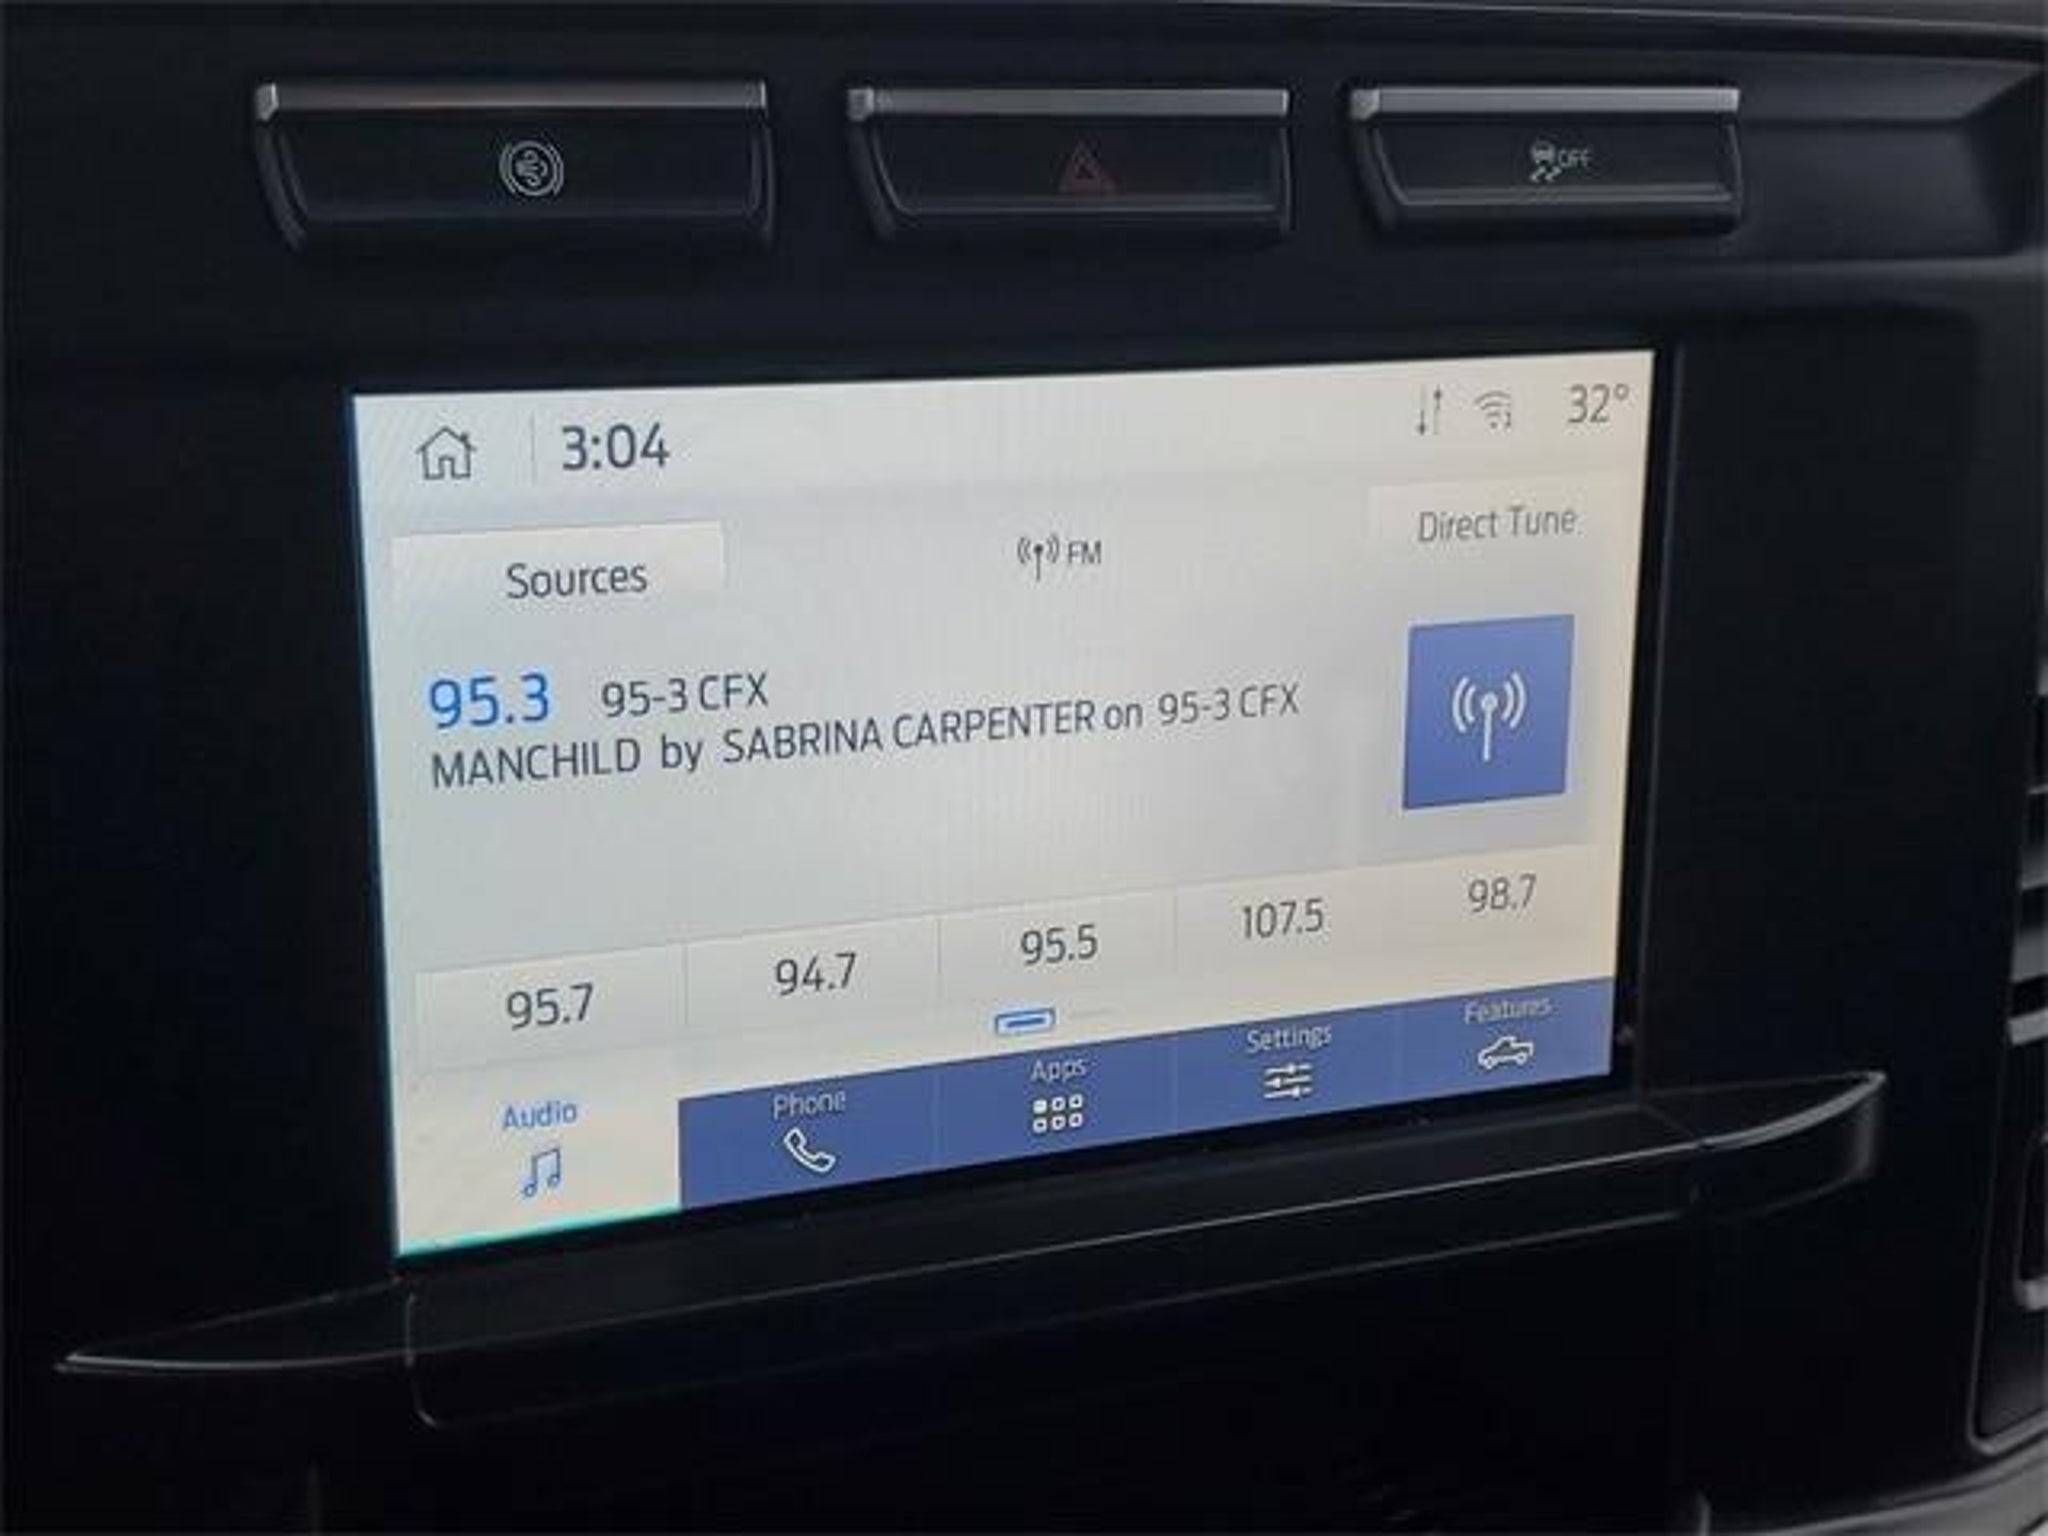 OFF
3:04 32°
Sources FM Direct Tune
95.3 95-3 CFX
MANCHILD by SABRINA CARPENTER on 95-3 CFX
95.7 94.7 95.5 107.5 98.7
Audio Phone Apps Settings Features